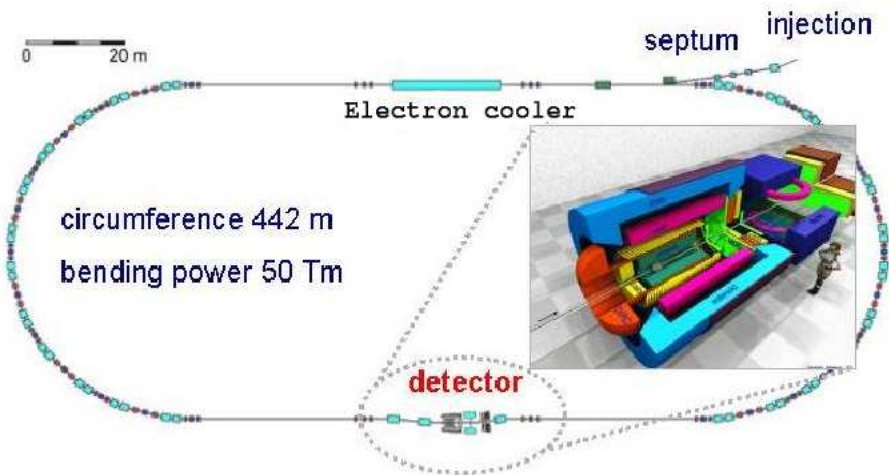 injection
septum
0 20 m
Electron cooler
circumference 442 m
bending power 50 Tm
detector